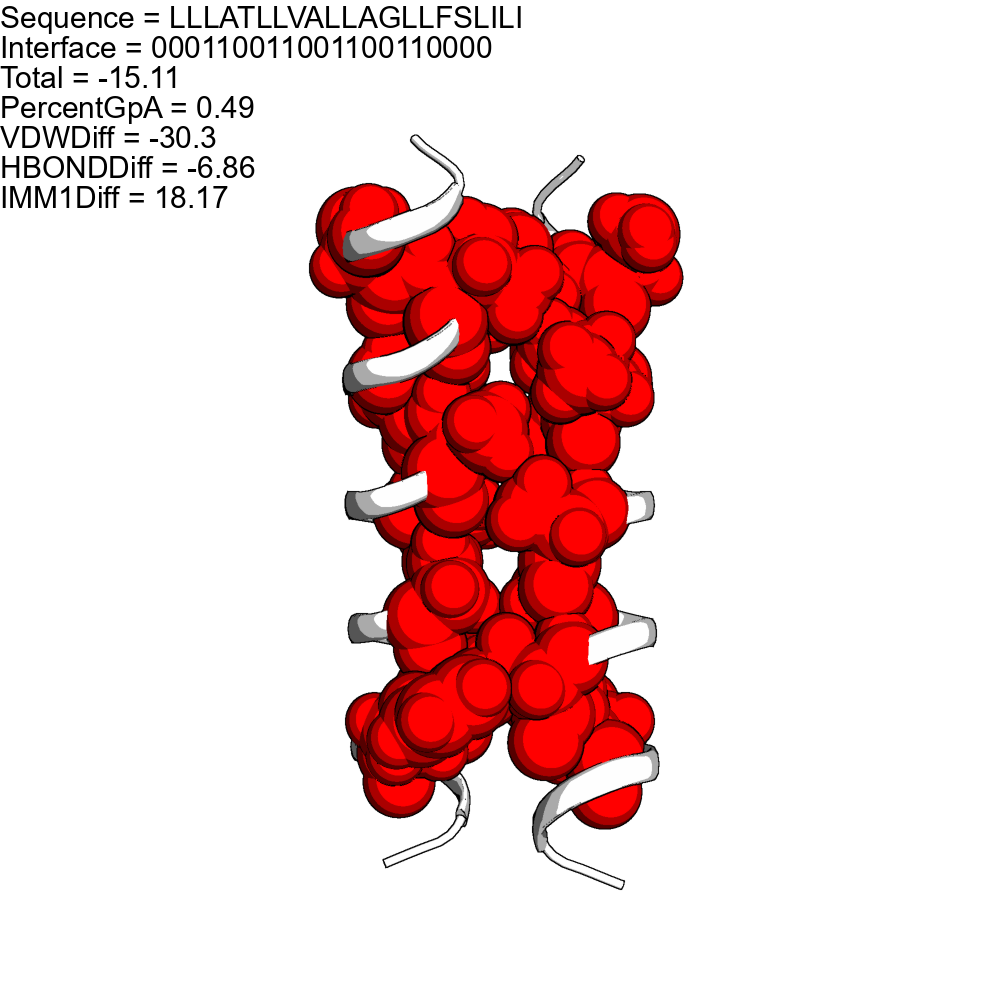 Sequence = LLLATLLVALLAGLLFSLILI
Interface = 000110011001100110000
Total = -15.11
PercentGpA = 0.49
VDWDiff = -30.3
HBONDDiff = -6.86
IMM1Diff = 18.17